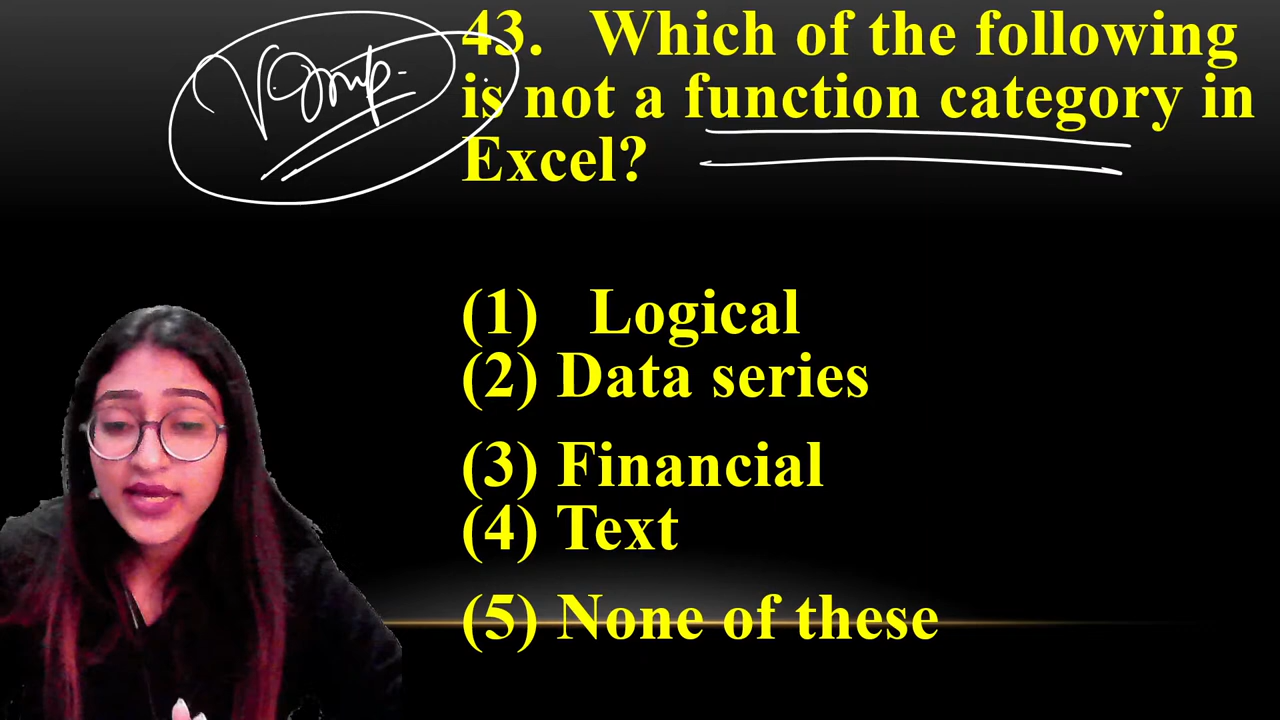 V. Imp.
43. Which of the following
is not a function category in
Excel?
(1) Logical
(2) Data series
(3) Financial
(4) Text
(5) None of these